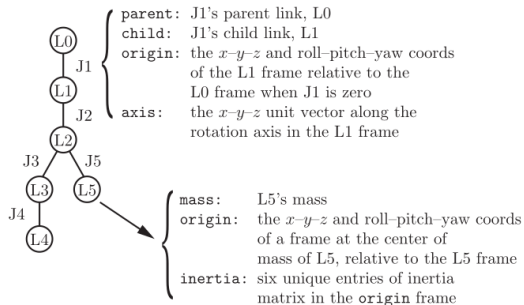 L0
J1
L1
J2
L2
J3
J5
L3
L5
J4
L4
parent: J1's parent link, L0
child: J1's child link, L1
origin: the x–y–z and roll–pitch–yaw coords
of the L1 frame relative to the
L0 frame when J1 is zero
axis: the x–y–z unit vector along the
rotation axis in the L1 frame
mass: L5's mass
origin: the x–y–z and roll–pitch–yaw coords
of a frame at the center of
mass of L5, relative to the L5 frame
inertia: six unique entries of inertia
matrix in the origin frame